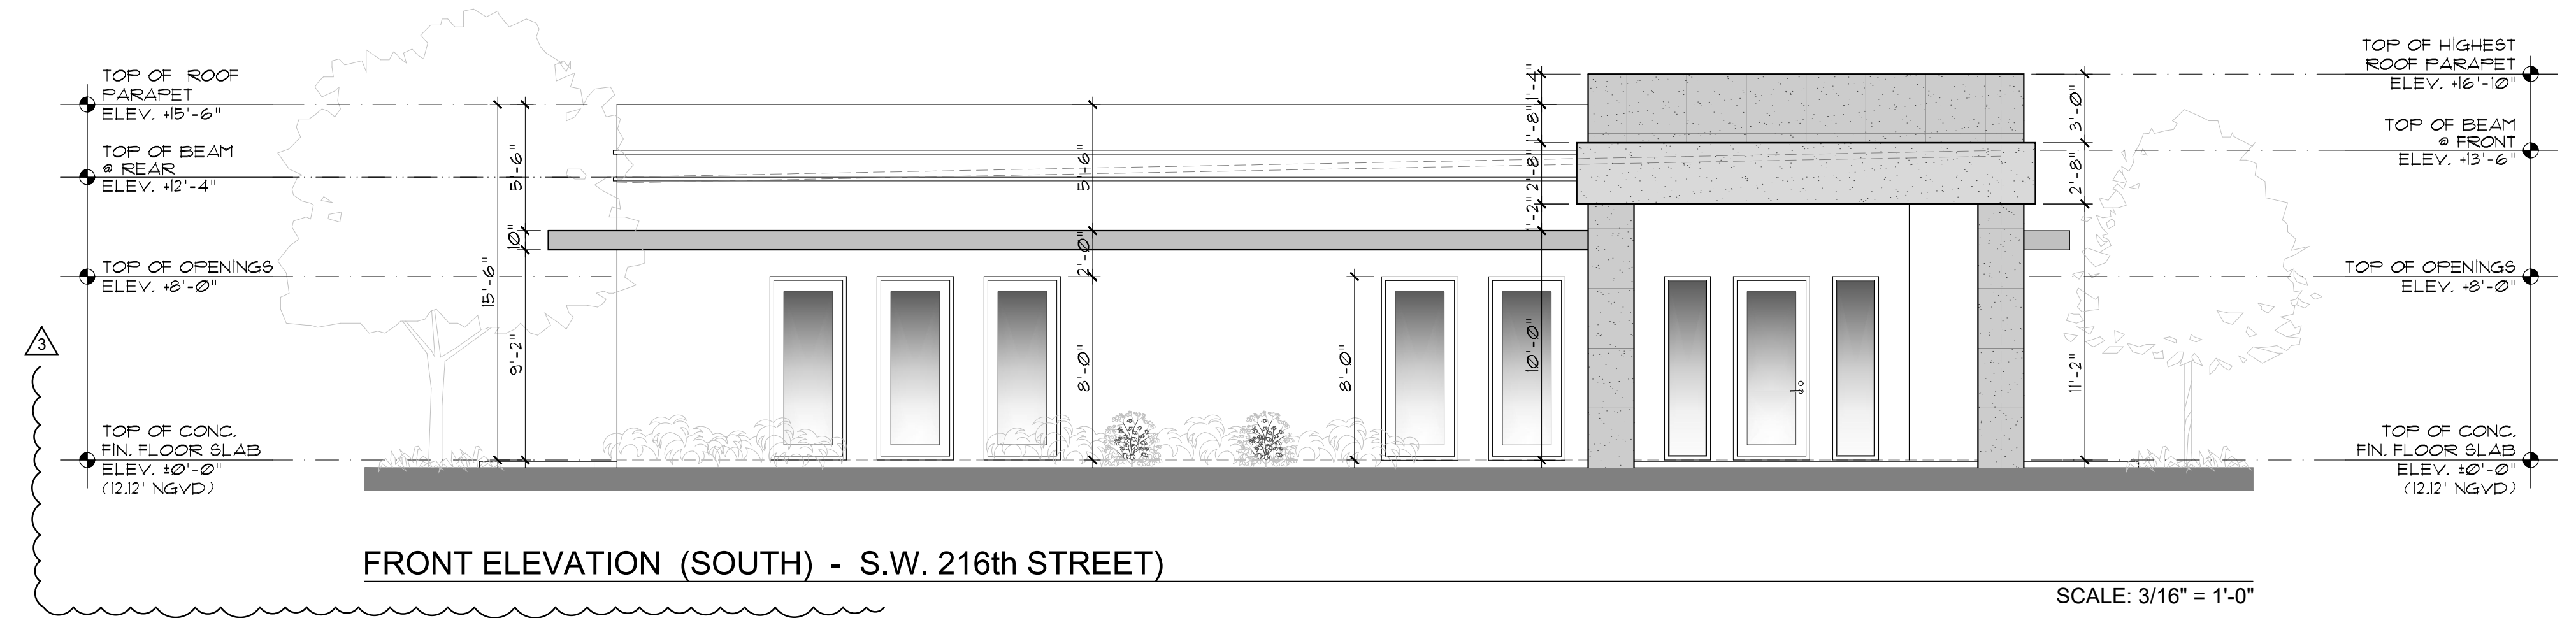 TOP OF ROOF
PARAPET
ELEV. +15'-6"
TOP OF BEAM
@ REAR
ELEV. +12'-4"
TOP OF OPENINGS
ELEV. +8'-0"
3
TOP OF CONC.
FIN. FLOOR SLAB
ELEV. ±0'-0"
(12.12' NGVD)
15'-6"
5'-6"
10"
9'-2"
5'-6"
2'-0"
8'-0"
8'-0"
1'-4"
1'-8"
2'-8"
1'-2"
10'-0"
3'-0"
2'-8"
11'-2"
TOP OF HIGHEST
ROOF PARAPET
ELEV. +16'-10"
TOP OF BEAM
@ FRONT
ELEV. +13'-6"
TOP OF OPENINGS
ELEV. +8'-0"
TOP OF CONC.
FIN. FLOOR SLAB
ELEV. ±0'-0"
(12.12' NGVD)
FRONT ELEVATION (SOUTH) - S.W. 216th STREET)
SCALE: 3/16" = 1'-0"